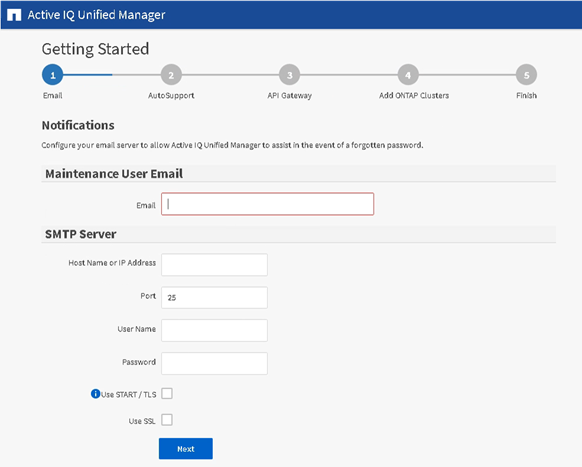 Active IQ Unified Manager
Getting Started
1 2 3 4 5
Email AutoSupport API Gateway Add ONTAP Clusters Finish
Notifications
Configure your email server to allow Active IQ Unified Manager to assist in the event of a forgotten password.
Maintenance User Email
Email
SMTP Server
Host Name or IP Address
Port 25
User Name
Password
i Use START / TLS
Use SSL
Next